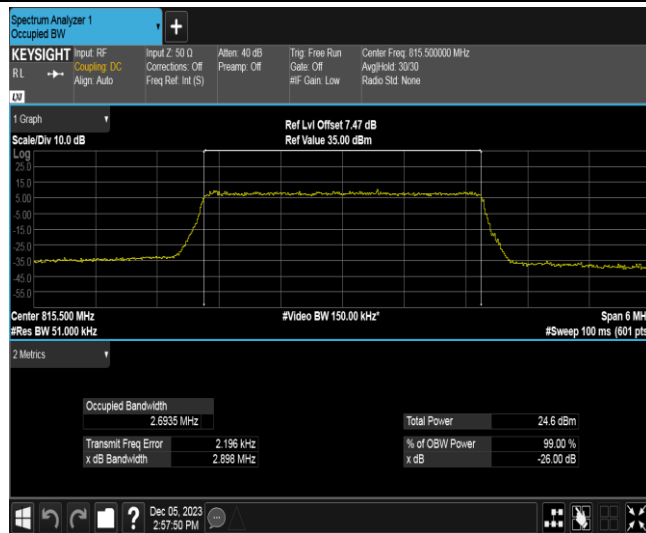 Spectrum Analyzer 1
Occupied BW
+
KEYSIGHT
RL
Input: RF
Coupling: DC
Align: Auto
Input Z: 50 Ω
Corrections: Off
Freq Ref: Int (S)
Atten: 40 dB
Preamp: Off
Trig: Free Run
Gate: Off
#IF Gain: Low
Center Freq: 815.500000 MHz
Avg|Hold: 30/30
Radio Std: None
1 Graph
Scale/Div 10.0 dB
Ref Lvl Offset 7.47 dB
Ref Value 35.00 dBm
Log
25.0
15.0
5.00
-5.00
-15.0
-25.0
-35.0
-45.0
-55.0
Center 815.500 MHz
#Video BW 150.00 kHz*
Span 6 MH
#Res BW 51.000 kHz
#Sweep 100 ms (601 pts
2 Metrics
Occupied Bandwidth
2.6935 MHz
Total Power 24.6 dBm
Transmit Freq Error 2.196 kHz
% of OBW Power 99.00 %
x dB Bandwidth 2.898 MHz
x dB -26.00 dB
?
Dec 05, 2023
2:57:50 PM